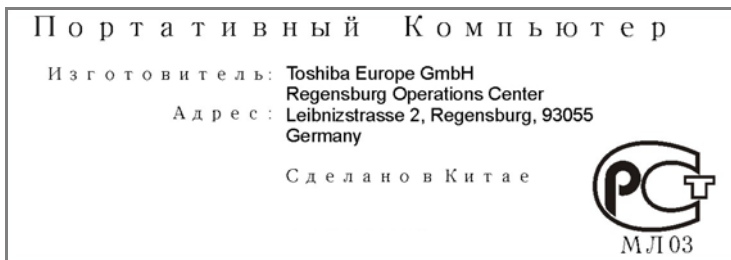 Портативный Компьютер
Изготовитель: Toshiba Europe GmbH
Regensburg Operations Center
Адрес: Leibnizstrasse 2, Regensburg, 93055
Germany
Сделано в Китае
РСТ
МЛ03